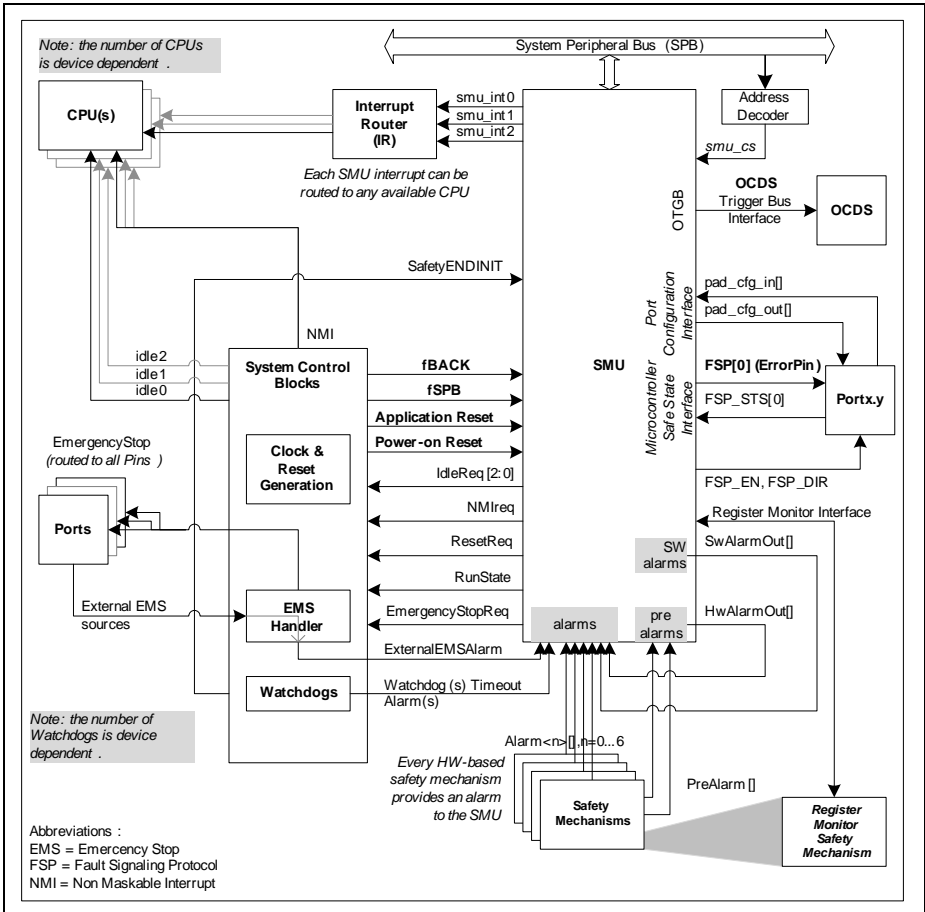 Note: the number of CPUs
is device dependent .
System Peripheral Bus (SPB)
CPU(s)
Interrupt
Router
(IR)
smu_int0
smu_int1
smu_int2
Address
Decoder
smu_cs
Each SMU interrupt can be
routed to any available CPU
OTGB
OCDS
Trigger Bus
Interface
OCDS
SafetyENDINIT
Port
Configuration
Interface
pad_cfg_in[]
pad_cfg_out[]
NMI
idle2
idle1
idle0
System Control
Blocks
fBACK
fSPB
Application Reset
Power-on Reset
SMU
Microcontroller
Safe State
Interface
FSP[0] (ErrorPin)
FSP_STS[0]
Portx.y
FSP_EN, FSP_DIR
EmergencyStop
(routed to all Pins )
Clock &
Reset
Generation
IdleReq [2:0]
NMIreq
ResetReq
RunState
EmergencyStopReq
Register Monitor Interface
Ports
External EMS
sources
EMS
Handler
ExternalEMSAlarm
SW
alarms
SwAlarmOut[]
alarms
pre
alarms
HwAlarmOut[]
Watchdogs
Watchdog (s) Timeout
Alarm(s)
Note: the number of
Watchdogs is device
dependent .
Alarm<n>[],n=0...6
Every HW-based
safety mechanism
provides an alarm
to the SMU
Safety
Mechanisms
PreAlarm []
Register
Monitor
Safety
Mechanism
Abbreviations :
EMS = Emercency Stop
FSP = Fault Signaling Protocol
NMI = Non Maskable Interrupt